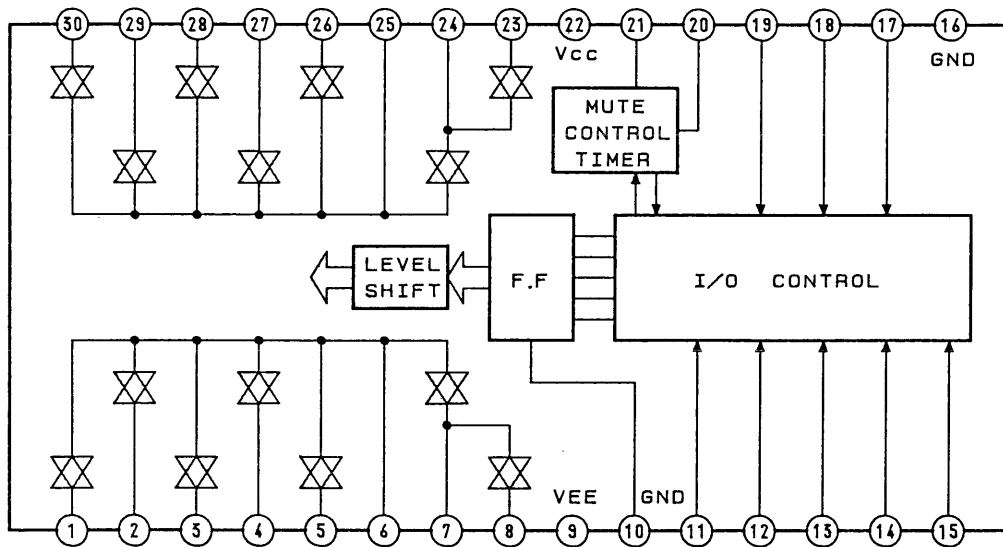 30 29 28 27 26 25 24 23 22 21 20 19 18 17 16
Vcc
GND
MUTE
CONTROL
TIMER
LEVEL
SHIFT
F.F
I/O CONTROL
VEE
GND
1 2 3 4 5 6 7 8 9 10 11 12 13 14 15